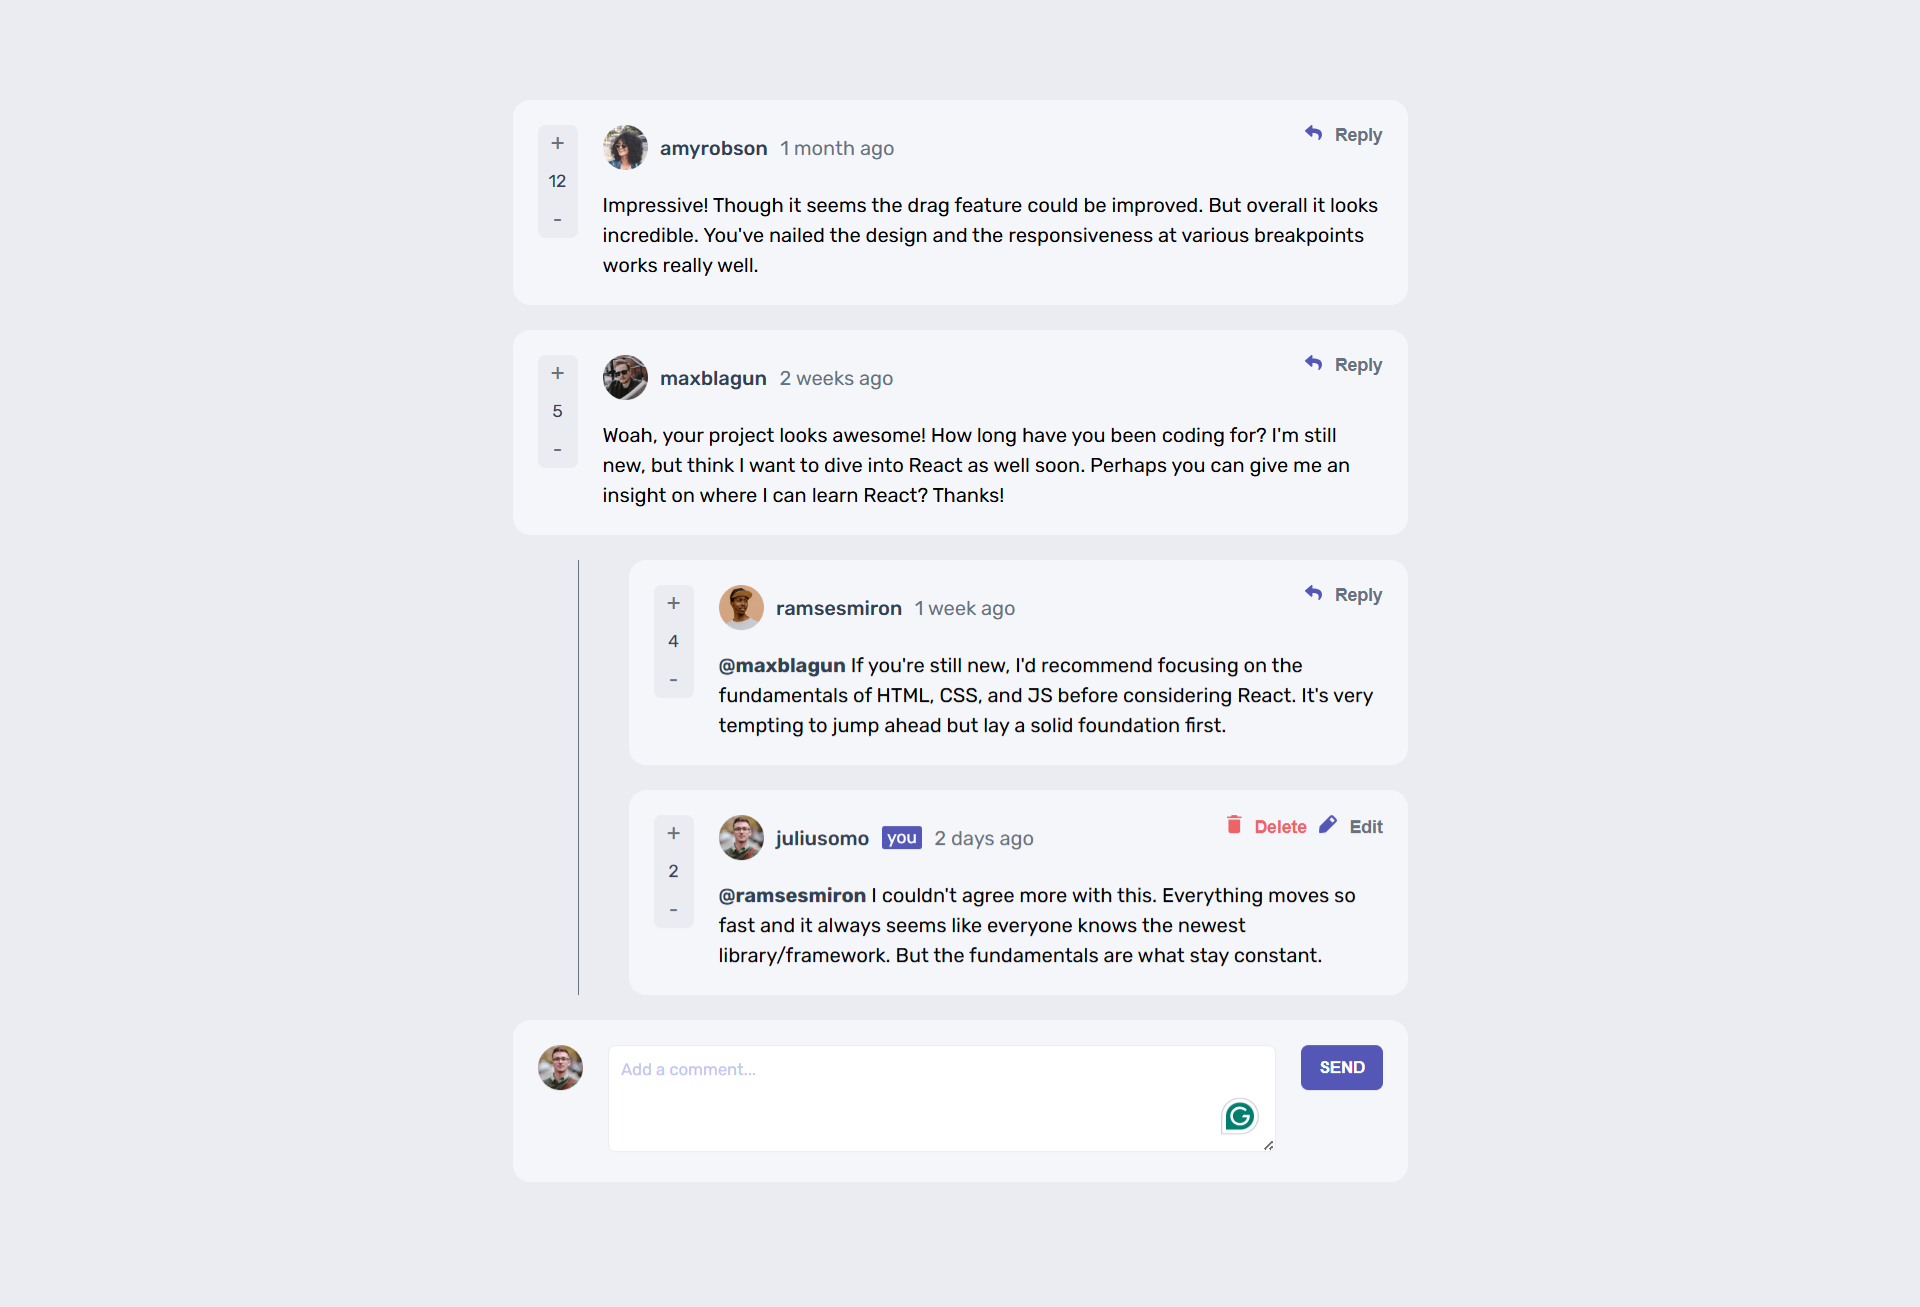 +
12
-
amyrobson 1 month ago
Reply
Impressive! Though it seems the drag feature could be improved. But overall it looks
incredible. You've nailed the design and the responsiveness at various breakpoints
works really well.
+
5
-
maxblagun 2 weeks ago
Reply
Woah, your project looks awesome! How long have you been coding for? I'm still
new, but think I want to dive into React as well soon. Perhaps you can give me an
insight on where I can learn React? Thanks!
+
4
-
ramsesmiron 1 week ago
Reply
@maxblagun If you're still new, I'd recommend focusing on the
fundamentals of HTML, CSS, and JS before considering React. It's very
tempting to jump ahead but lay a solid foundation first.
+
2
-
juliusomo you 2 days ago
Delete Edit
@ramsesmiron I couldn't agree more with this. Everything moves so
fast and it always seems like everyone knows the newest
library/framework. But the fundamentals are what stay constant.
Add a comment...
G
SEND